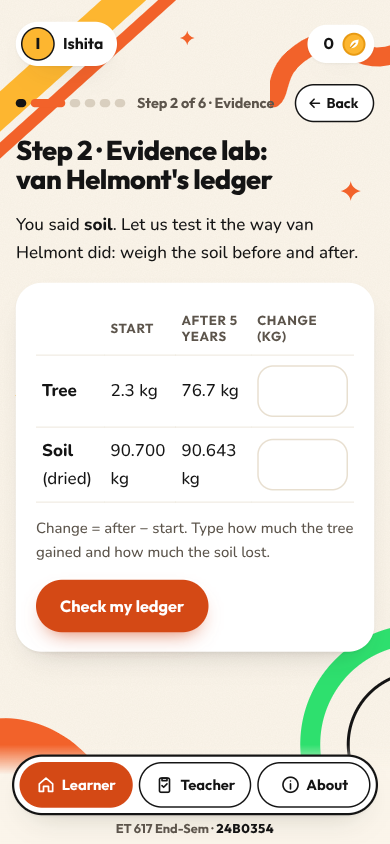 I Ishita
0
Step 2 of 6 · Evidence
← Back
Step 2 · Evidence lab:
van Helmont's ledger
You said soil. Let us test it the way van
Helmont did: weigh the soil before and after.
START AFTER 5 YEARS CHANGE (KG)
Tree 2.3 kg 76.7 kg
Soil (dried) 90.700 kg 90.643 kg
Change = after − start. Type how much the tree
gained and how much the soil lost.
Check my ledger
Learner Teacher About
ET 617 End-Sem · 24B0354